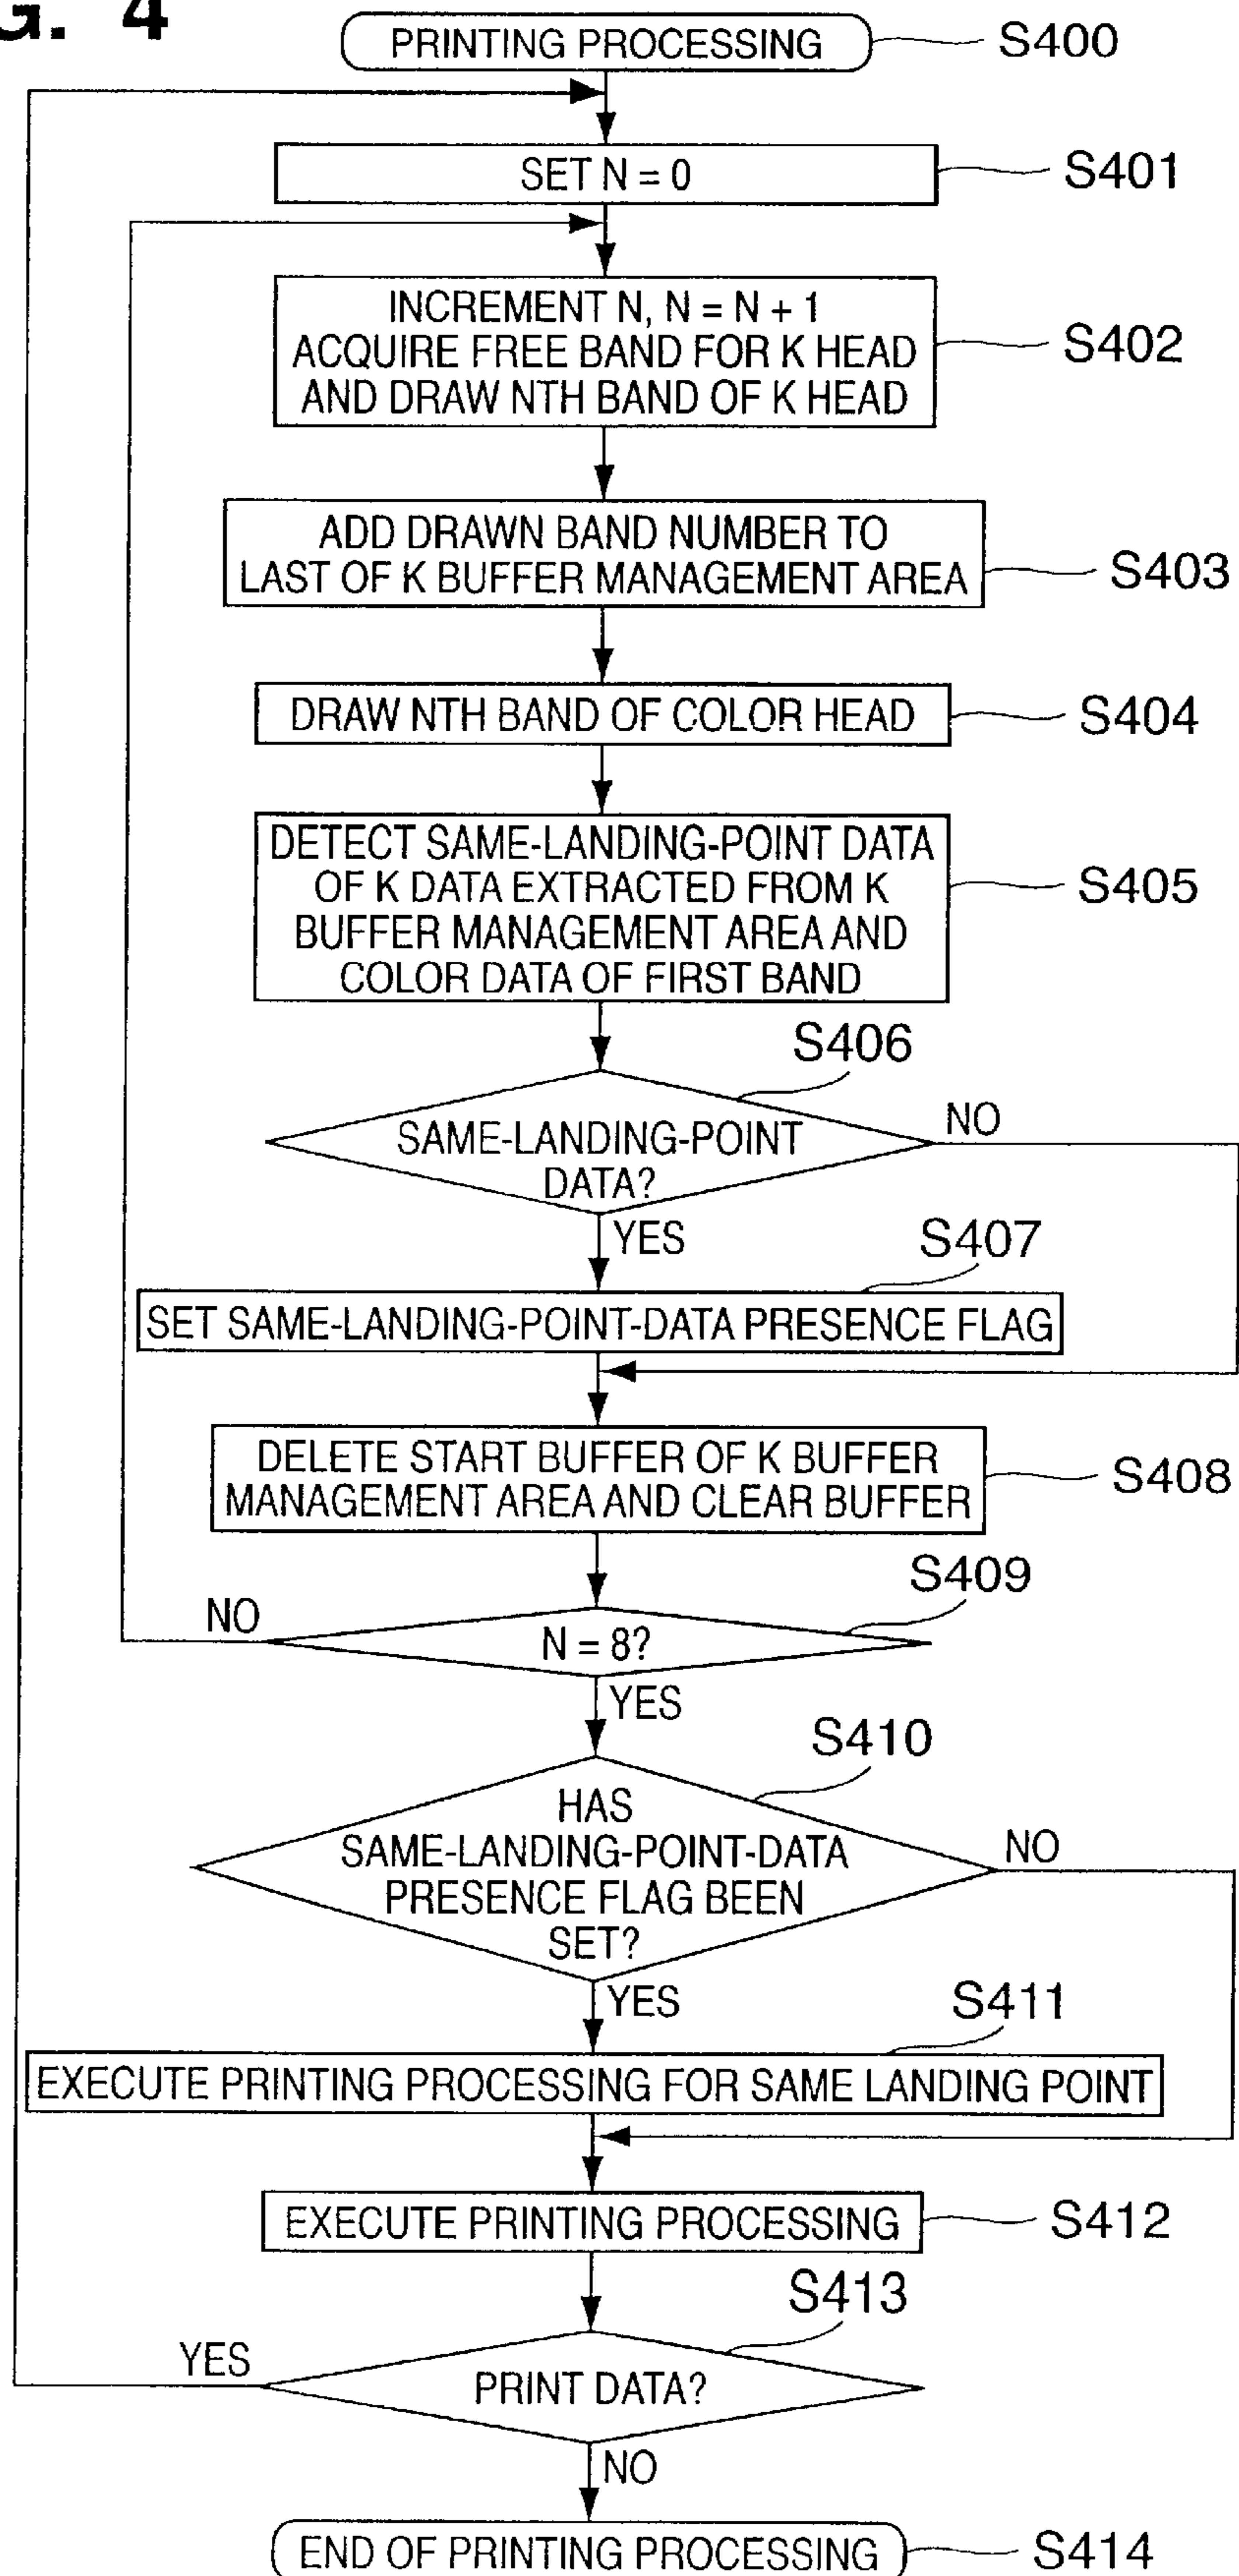 G. 4
PRINTING PROCESSING
S400
SET N = 0
S401
INCREMENT N, N = N + 1
ACQUIRE FREE BAND FOR K HEAD
AND DRAW NTH BAND OF K HEAD
S402
ADD DRAWN BAND NUMBER TO
LAST OF K BUFFER MANAGEMENT AREA
S403
DRAW NTH BAND OF COLOR HEAD
S404
DETECT SAME-LANDING-POINT DATA
OF K DATA EXTRACTED FROM K
BUFFER MANAGEMENT AREA AND
COLOR DATA OF FIRST BAND
S405
S406
SAME-LANDING-POINT
DATA?
NO
YES
S407
SET SAME-LANDING-POINT-DATA PRESENCE FLAG
DELETE START BUFFER OF K BUFFER
MANAGEMENT AREA AND CLEAR BUFFER
S408
S409
NO
N = 8?
YES
S410
HAS
SAME-LANDING-POINT-DATA
PRESENCE FLAG BEEN
SET?
NO
YES
S411
EXECUTE PRINTING PROCESSING FOR SAME LANDING POINT
EXECUTE PRINTING PROCESSING
S412
S413
YES
PRINT DATA?
NO
END OF PRINTING PROCESSING
S414